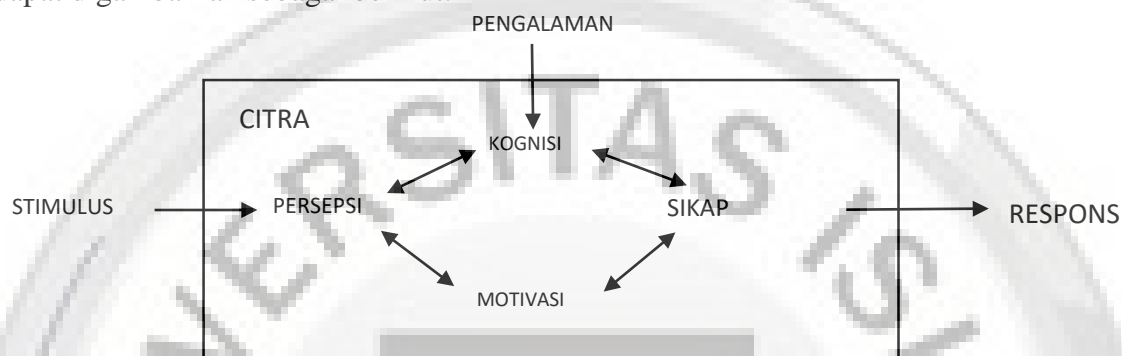 PENGALAMAN
CITRA
KOGNISI
STIMULUS
PERSEPSI
SIKAP
RESPONS
MOTIVASI